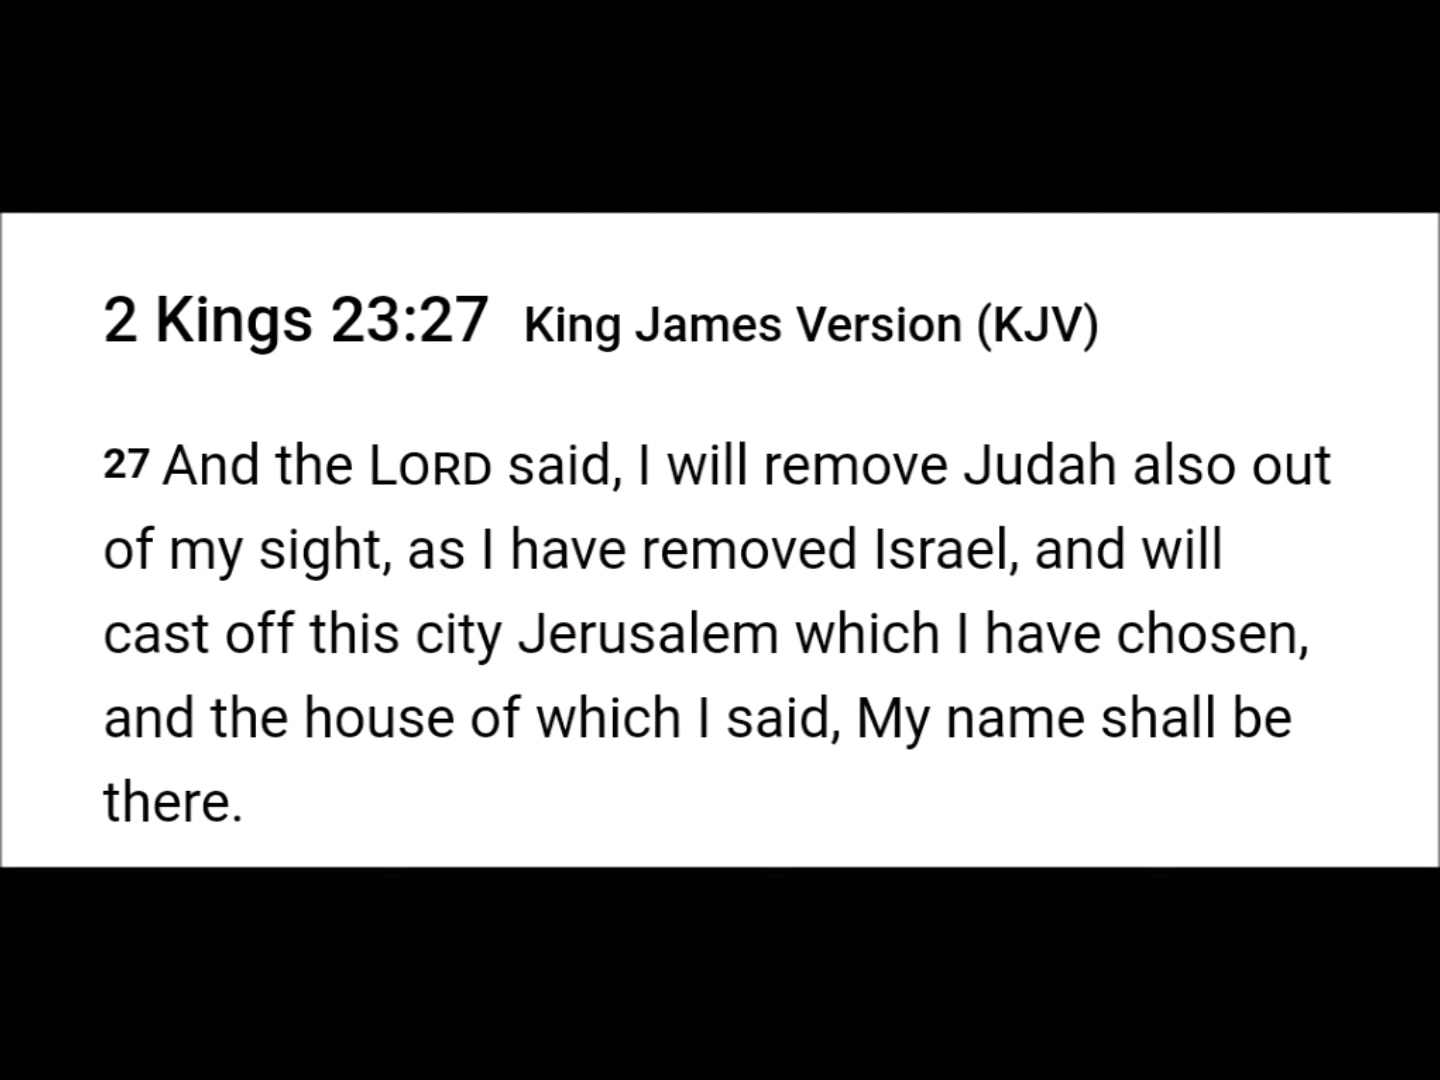 2 Kings 23:27 King James Version (KJV)
27 And the LORD said, I will remove Judah also out
of my sight, as I have removed Israel, and will
cast off this city Jerusalem which I have chosen,
and the house of which I said, My name shall be
there.